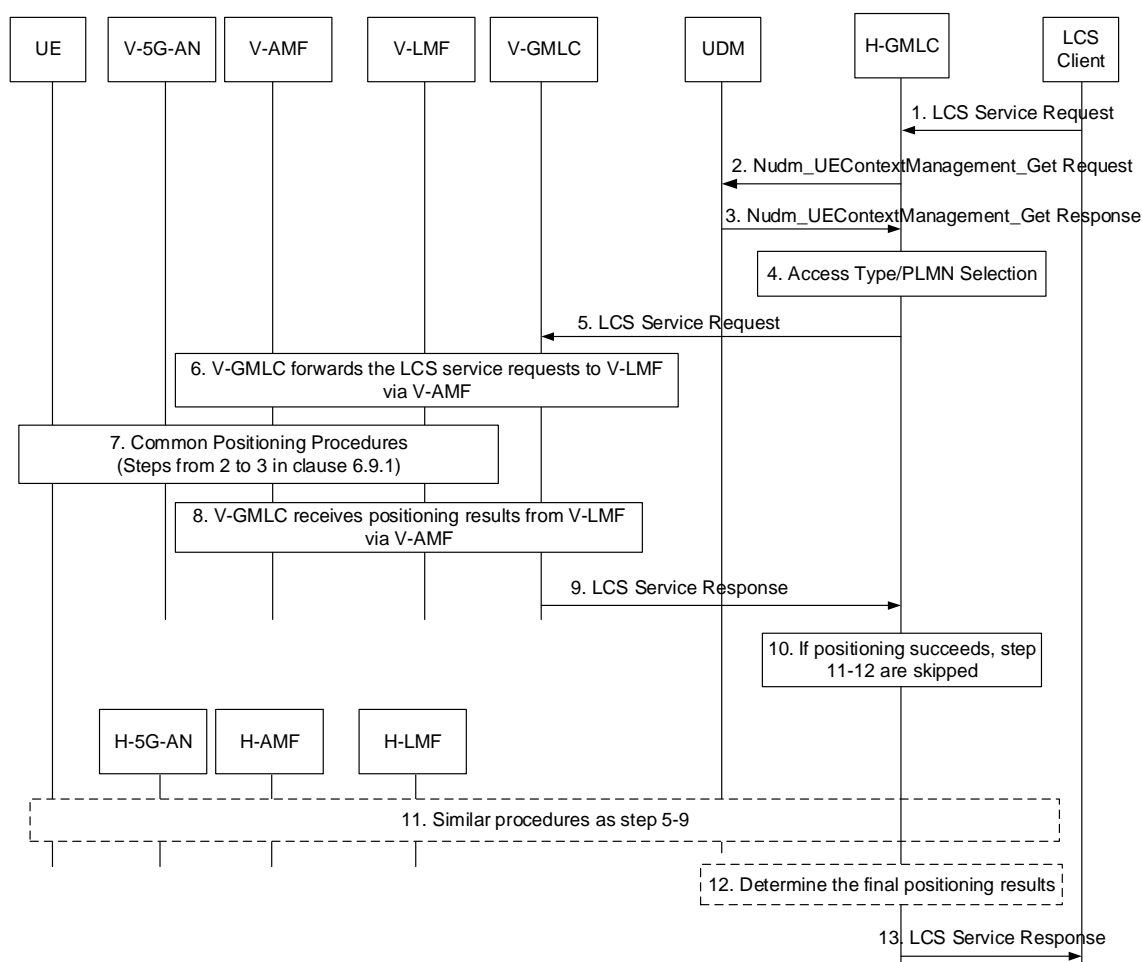 UE
V-5G-AN
V-AMF
V-LMF
V-GMLC
UDM
H-GMLC
LCS
Client
1. LCS Service Request
2. Nudm_UEContextManagement_Get Request
3. Nudm_UEContextManagement_Get Response
4. Access Type/PLMN Selection
5. LCS Service Request
6. V-GMLC forwards the LCS service requests to V-LMF
via V-AMF
7. Common Positioning Procedures
(Steps from 2 to 3 in clause 6.9.1)
8. V-GMLC receives positioning results from V-LMF
via V-AMF
9. LCS Service Response
10. If positioning succeeds, step
11-12 are skipped
H-5G-AN
H-AMF
H-LMF
11. Similar procedures as step 5-9
12. Determine the final positioning results
13. LCS Service Response